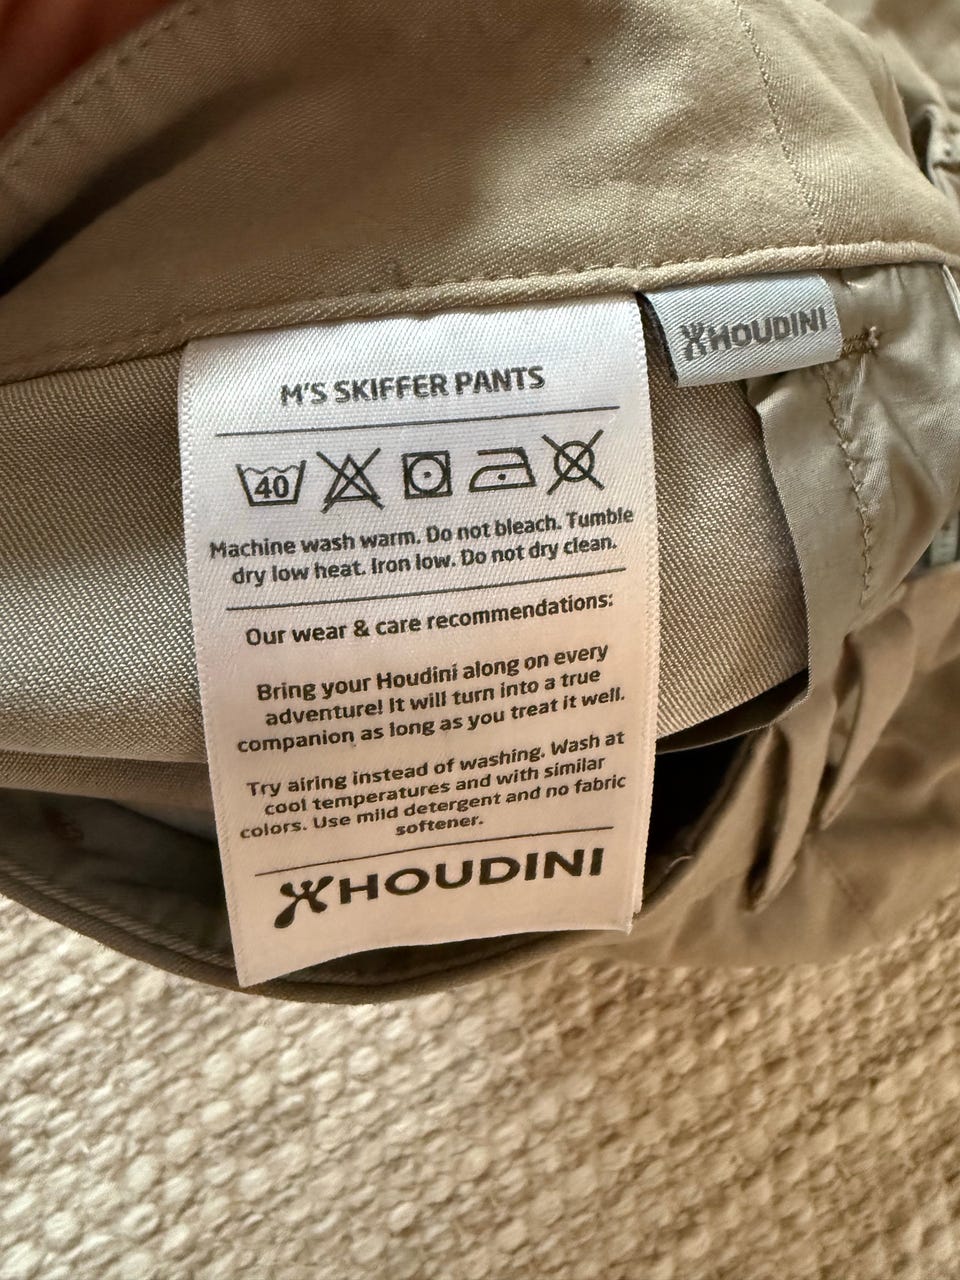 HOUDINI
M'S SKIFFER PANTS
40
Machine wash warm. Do not bleach. Tumble
dry low heat. Iron low. Do not dry clean.
Our wear & care recommendations:
Bring your Houdini along on every
adventure! It will turn into a true
companion as long as you treat it well.
Try airing instead of washing. Wash at
cool temperatures and with similar
colors. Use mild detergent and no fabric
softener.
HOUDINI